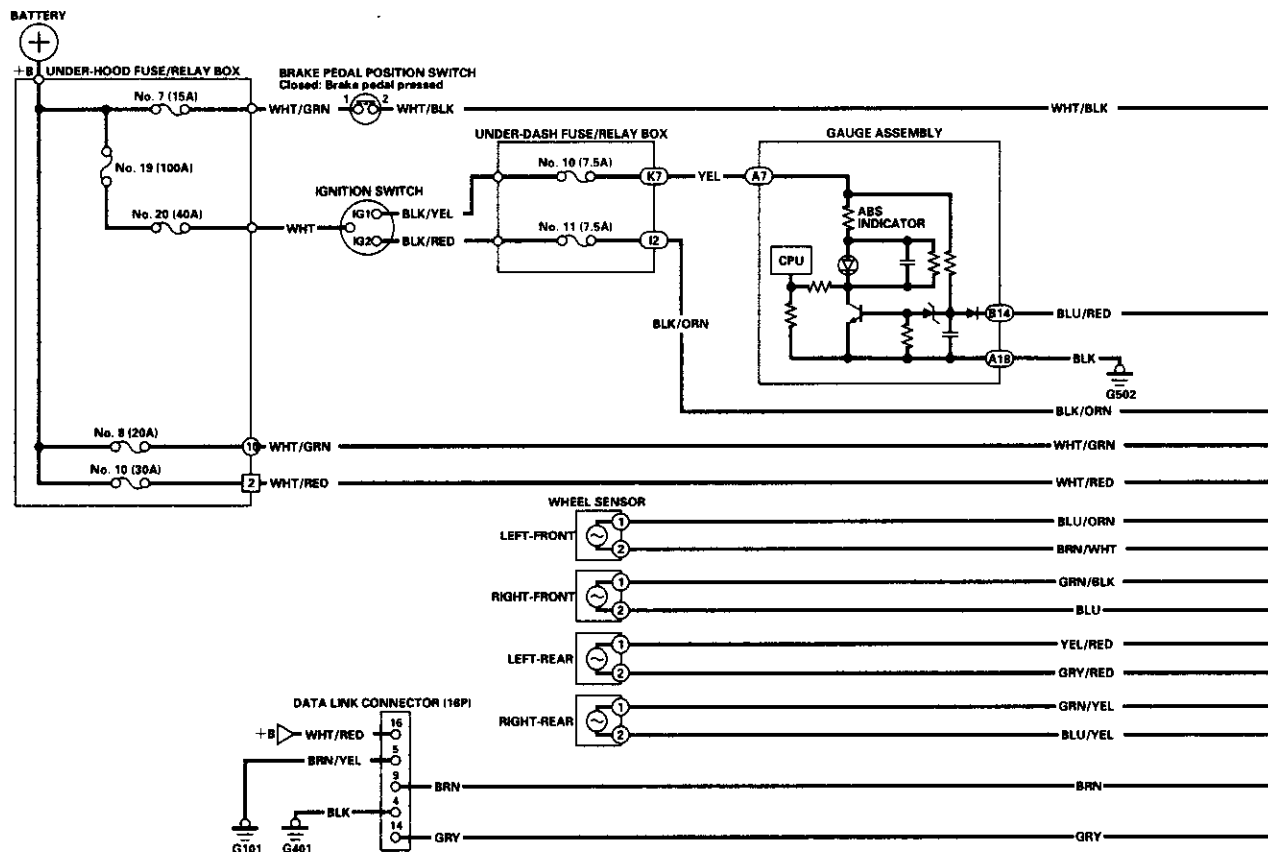 BATTERY
+
+B
UNDER-HOOD FUSE/RELAY BOX
No. 7 (15A)
WHT/GRN
BRAKE PEDAL POSITION SWITCH
Closed: Brake pedal pressed
1
2
WHT/BLK
WHT/BLK
No. 19 (100A)
No. 20 (40A)
WHT
IGNITION SWITCH
IG1
BLK/YEL
IG2
BLK/RED
UNDER-DASH FUSE/RELAY BOX
No. 10 (7.5A)
K7
YEL
No. 11 (7.5A)
I2
BLK/ORN
GAUGE ASSEMBLY
A7
ABS
INDICATOR
CPU
B14
BLU/RED
A18
BLK
G502
BLK/ORN
No. 8 (20A)
10
WHT/GRN
WHT/GRN
No. 10 (30A)
2
WHT/RED
WHT/RED
WHEEL SENSOR
LEFT-FRONT
1
BLU/ORN
2
BRN/WHT
RIGHT-FRONT
1
GRN/BLK
2
BLU
LEFT-REAR
1
YEL/RED
2
GRY/RED
RIGHT-REAR
1
GRN/YEL
2
BLU/YEL
DATA LINK CONNECTOR (16P)
+B
WHT/RED
16
BRN/YEL
5
9
BRN
BRN
BLK
4
14
GRY
GRY
G101
G401